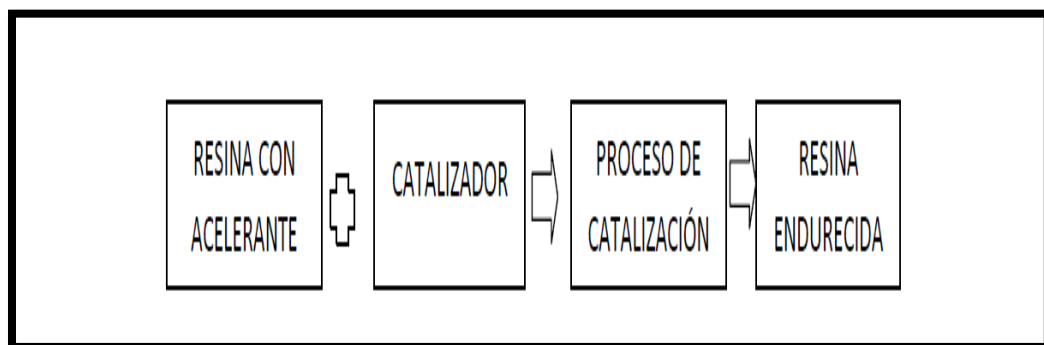 RESINA CON
ACELERANTE
CATALIZADOR
PROCESO DE
CATALIZACIÓN
RESINA
ENDURECIDA